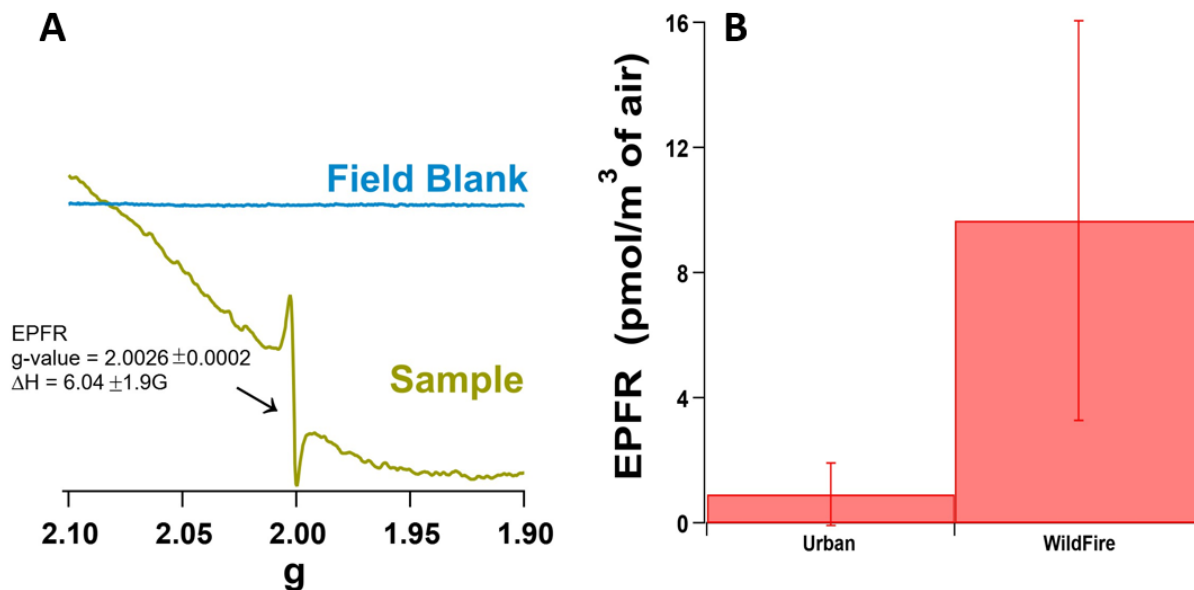 A
Field Blank
EPFR
g-value = 2.0026 ±0.0002
ΔH = 6.04 ±1.9G
Sample
2.10 2.05 2.00 1.95 1.90
g
B
EPFR (pmol/m³ of air)
16
12
8
4
0
Urban WildFire